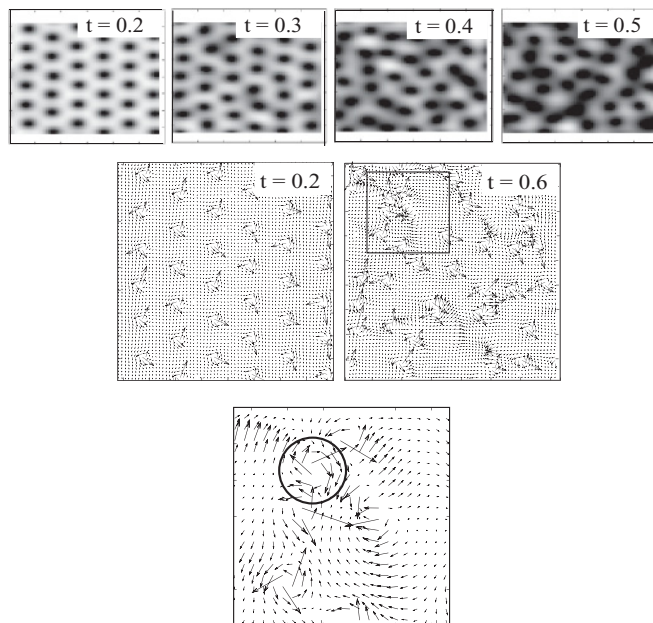 t = 0.2
t = 0.3
t = 0.4
t = 0.5
t = 0.2
t = 0.6